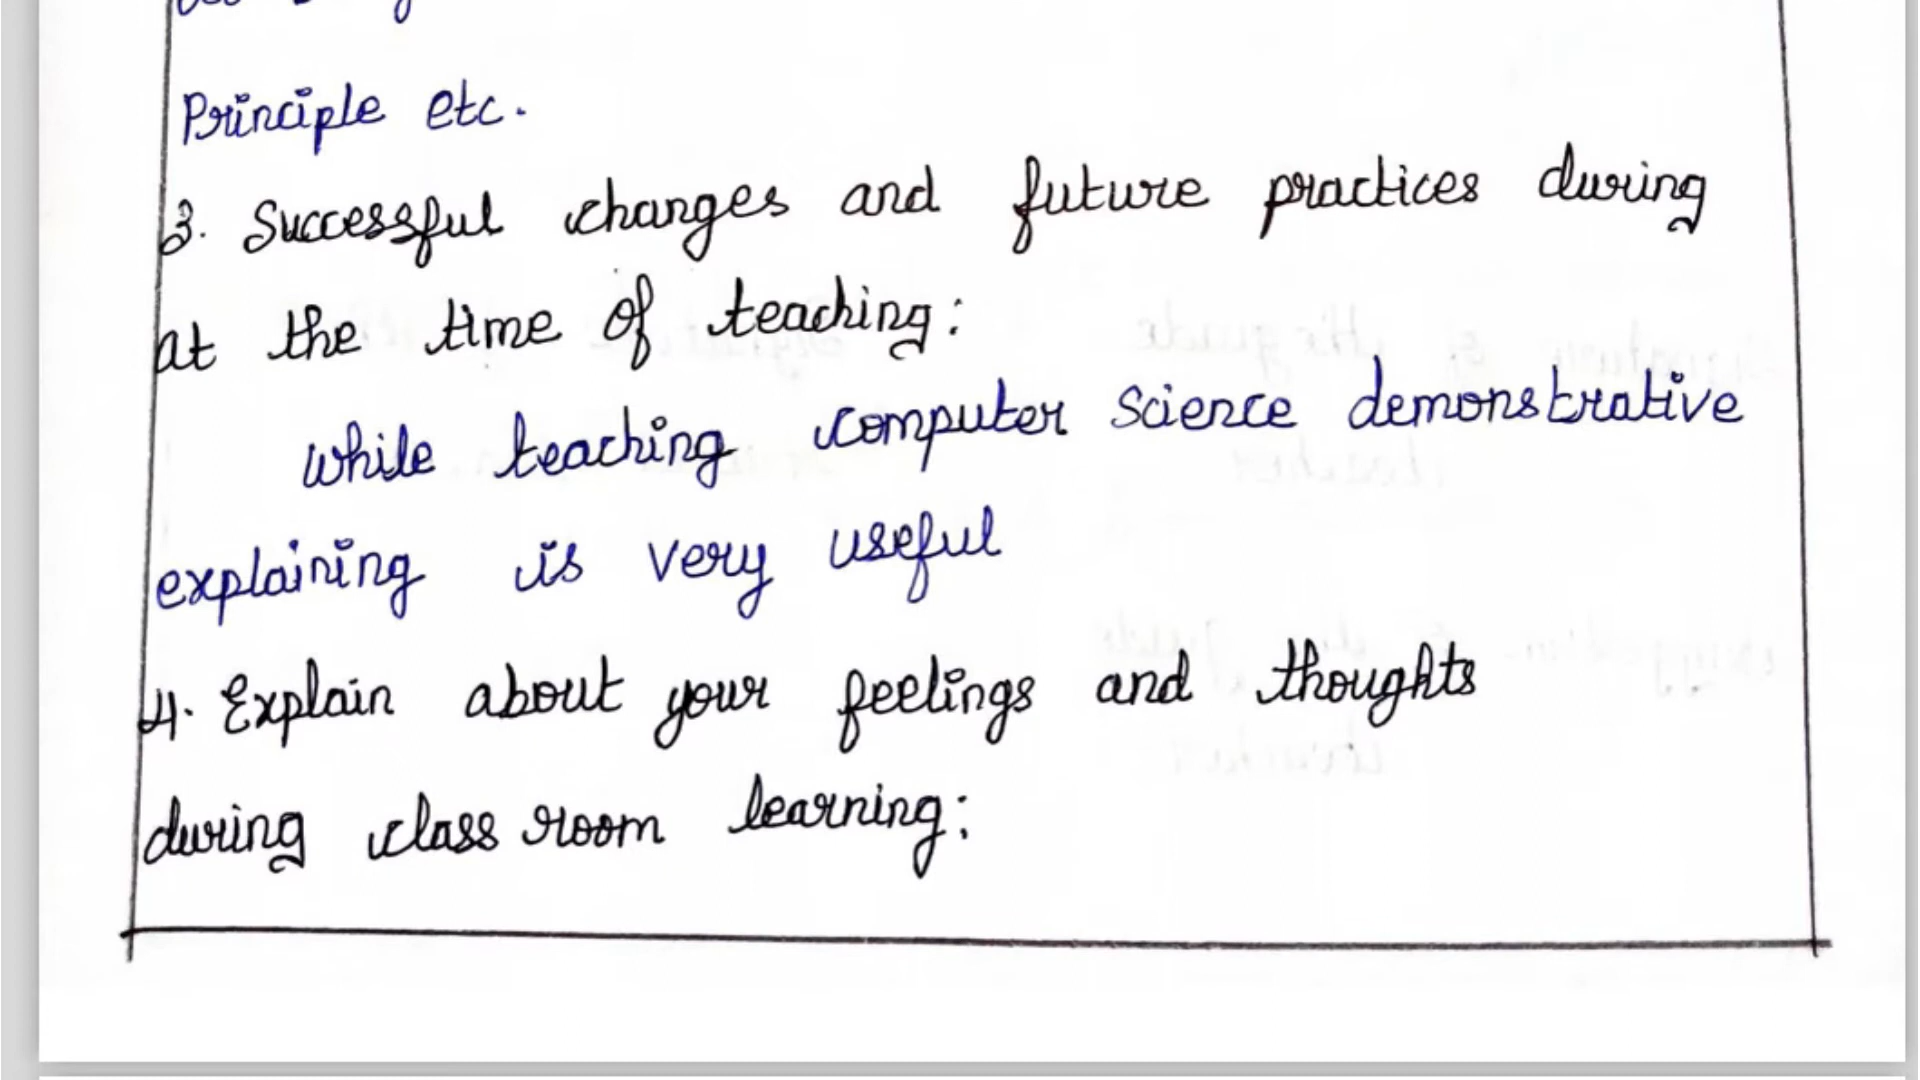 Principle etc.
3. Successful changes and future practices during
at the time of teaching:
while teaching computer science demonstrative
explaining is very useful
4. Explain about your feelings and thoughts
during class room learning: